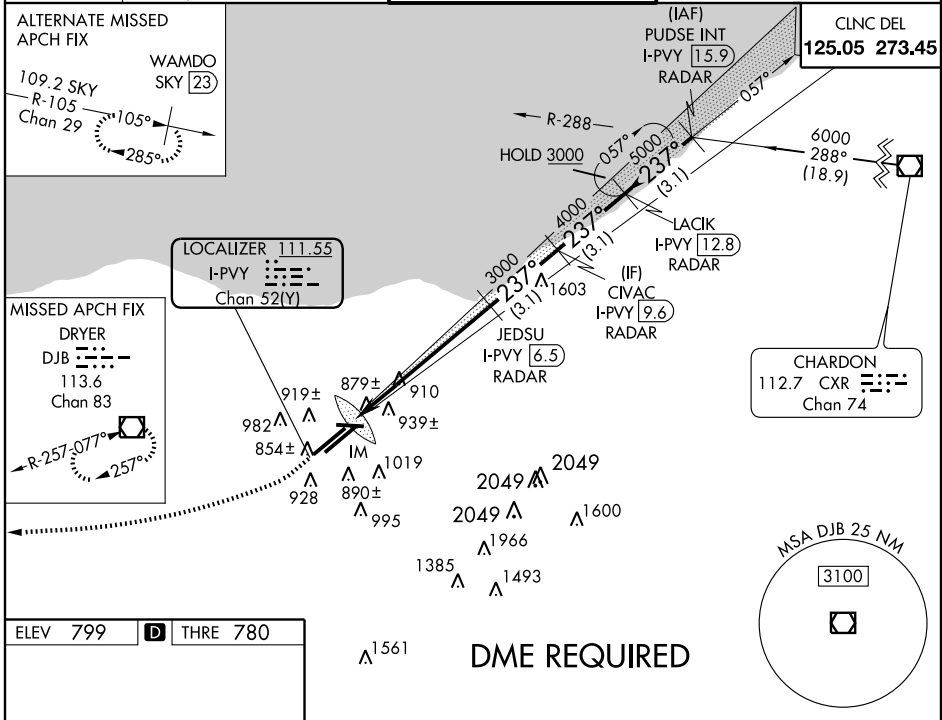 ALTERNATE MISSED
APCH FIX
WAMDO
SKY 23
109.2 SKY
R-105
Chan 29
105°
285°
(IAF)
PUDSE INT
I-PVY 15.9
RADAR
CLNC DEL
125.05 273.45
057°
R-288
HOLD 3000
057°
5000
237°
(3.1)
6000
288°
(18.9)
4000
237°
(3.1)
LACIK
I-PVY 12.8
RADAR
LOCALIZER 111.55
I-PVY
Chan 52(Y)
3000
237°
(3.1)
1603
(IF)
CIVAC
I-PVY 9.6
RADAR
JEDSU
I-PVY 6.5
RADAR
MISSED APCH FIX
DRYER
DJB
113.6
Chan 83
R-257
077°
257°
CHARDON
112.7 CXR
Chan 74
919±
879±
910
982
939±
854±
IM
1019
928
890±
995
2049
2049
2049
1600
1966
1385
1493
1561
MSA DJB 25 NM
3100
ELEV 799 D THRE 780
DME REQUIRED